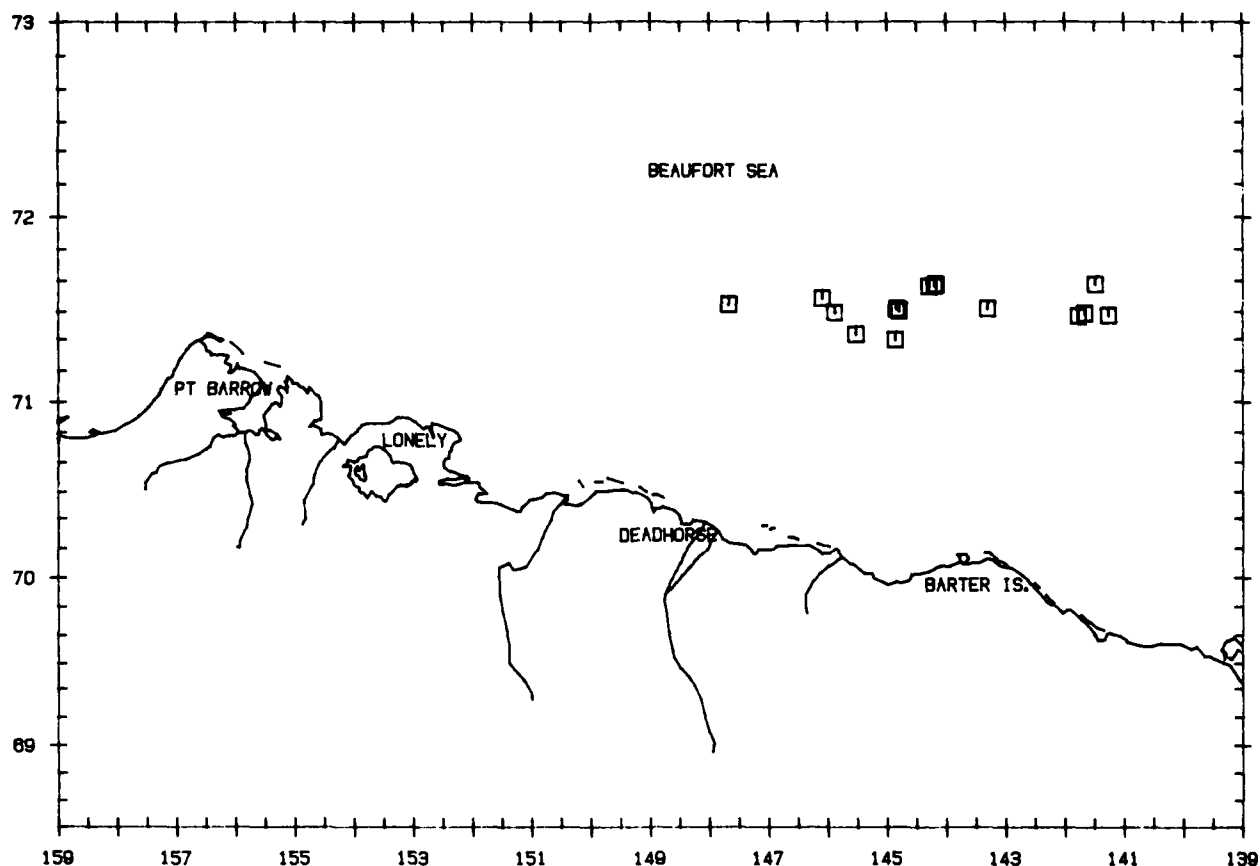 73
BEAUFORT SEA
72
71
PT BARROW
LONELY
DEADHORSE
70
BARTER IS.
69
159 157 155 153 151 149 147 145 143 141 139